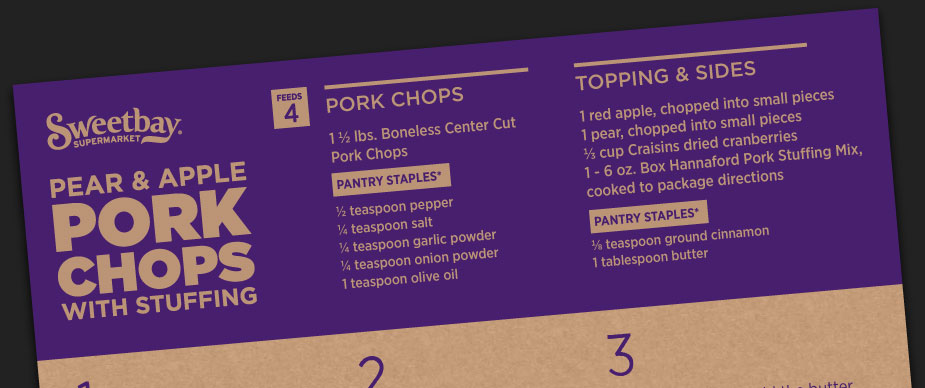 Sweetbay
SUPERMARKET
PEAR & APPLE
PORK
CHOPS
WITH STUFFING
FEEDS
4
PORK CHOPS
1 ½ lbs. Boneless Center Cut
Pork Chops
PANTRY STAPLES*
½ teaspoon pepper
¼ teaspoon salt
¼ teaspoon garlic powder
¼ teaspoon onion powder
1 teaspoon olive oil
TOPPING & SIDES
1 red apple, chopped into small pieces
1 pear, chopped into small pieces
⅓ cup Craisins dried cranberries
1 - 6 oz. Box Hannaford Pork Stuffing Mix,
cooked to package directions
PANTRY STAPLES*
⅛ teaspoon ground cinnamon
1 tablespoon butter
1
2
3
the butter